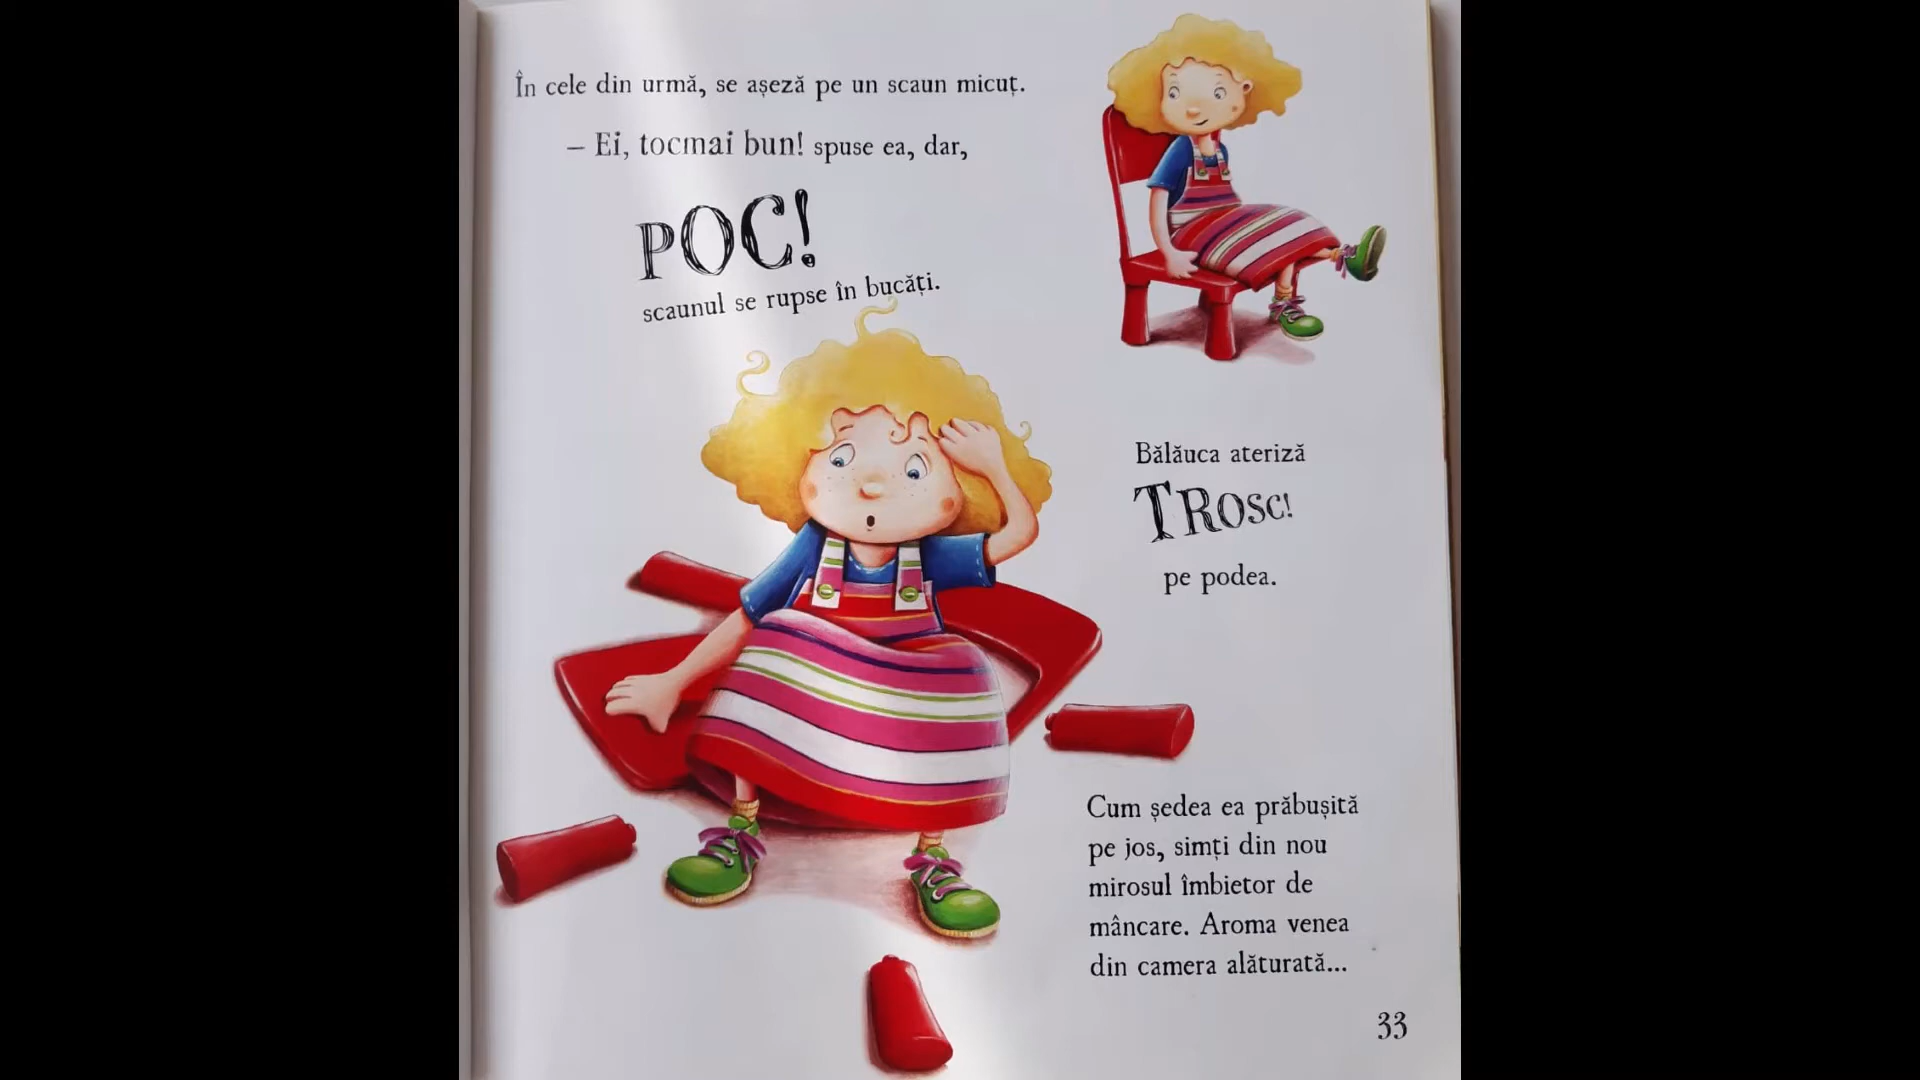 În cele din urmă, se așeză pe un scaun micuț.
– Ei, tocmai bun! spuse ea, dar,
POC!
scaunul se rupse în bucăți.
Bălăuca ateriză
TROSC!
pe podea.
Cum ședea ea prăbușită
pe jos, simți din nou
mirosul îmbietor de
mâncare. Aroma venea
din camera alăturată...
33